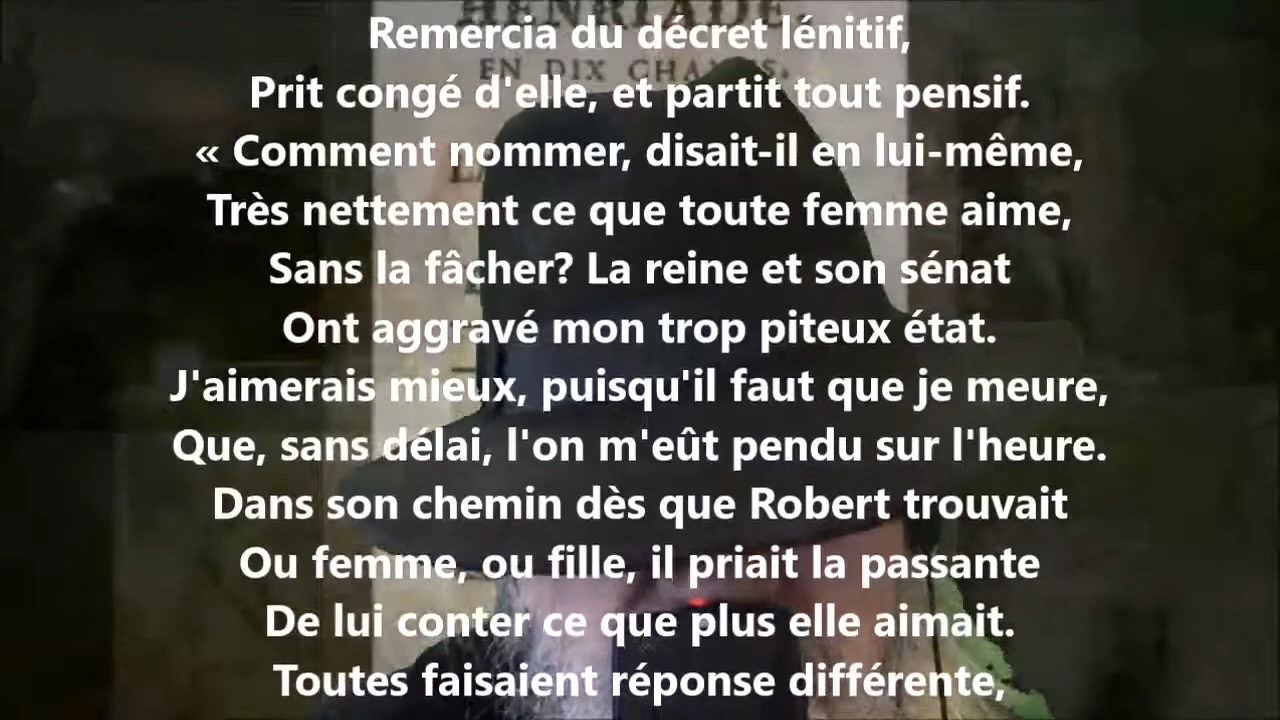 HENRIADE,
Remercia du décret lénitif,
EN DIX CHANTS.
Prit congé d'elle, et partit tout pensif.
« Comment nommer, disait-il en lui-même,
Très nettement ce que toute femme aime,
Sans la fâcher? La reine et son sénat
Ont aggravé mon trop piteux état.
J'aimerais mieux, puisqu'il faut que je meure,
Que, sans délai, l'on m'eût pendu sur l'heure.
Dans son chemin dès que Robert trouvait
Ou femme, ou fille, il priait la passante
De lui conter ce que plus elle aimait.
Toutes faisaient réponse différente,